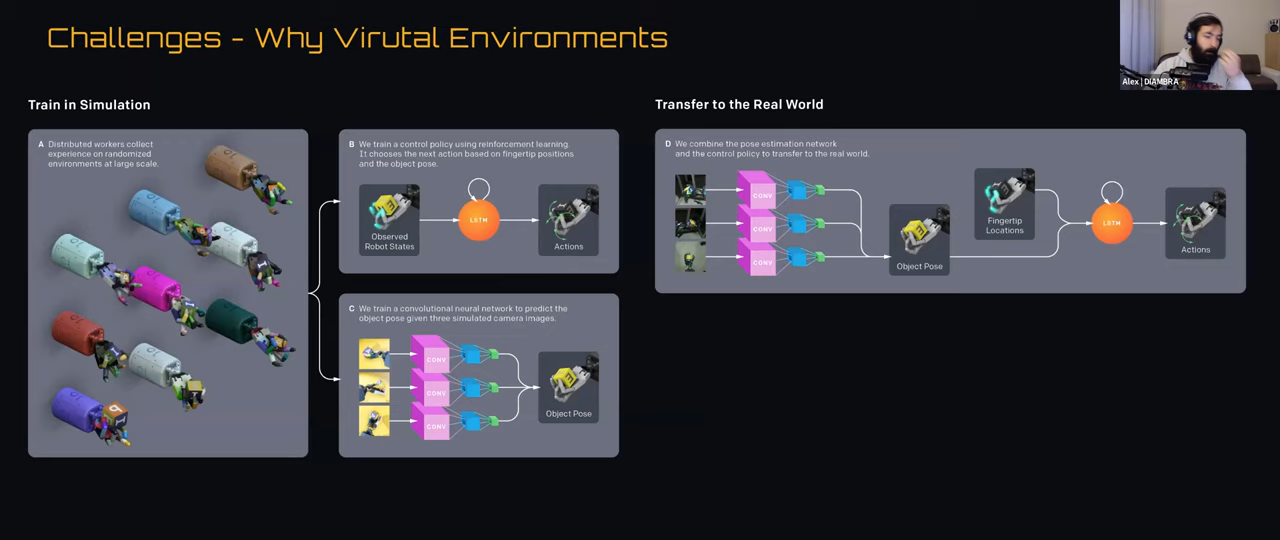 Challenges - Why Virutal Environments
Alex | DIAMBRA
Train in Simulation
A Distributed workers collect
experience on randomized
environments at large scale.
B We train a control policy using reinforcement learning.
It chooses the next action based on fingertip positions
and the object pose.
Observed
Robot States
LSTM
Actions
C We train a convolutional neural network to predict the
object pose given three simulated camera images.
CONV
CONV
CONV
Object Pose
Transfer to the Real World
D We combine the pose estimation network
and the control policy to transfer to the real world.
CONV
CONV
CONV
Object Pose
Fingertip
Locations
LSTM
Actions